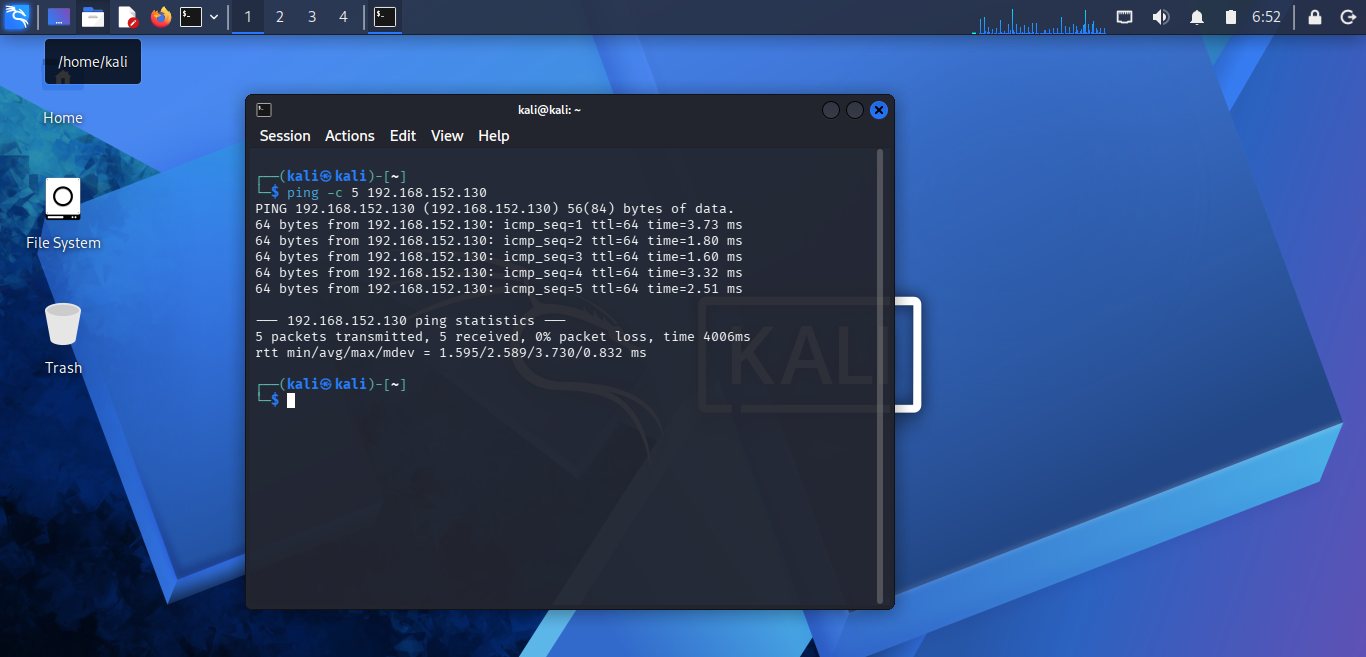 1 2 3 4 6:52
/home/kali
Home
File System
Trash
kali@kali: ~
Session Actions Edit View Help
┌──(kali㉿kali)-[~]
└─$ ping -c 5 192.168.152.130
PING 192.168.152.130 (192.168.152.130) 56(84) bytes of data.
64 bytes from 192.168.152.130: icmp_seq=1 ttl=64 time=3.73 ms
64 bytes from 192.168.152.130: icmp_seq=2 ttl=64 time=1.80 ms
64 bytes from 192.168.152.130: icmp_seq=3 ttl=64 time=1.60 ms
64 bytes from 192.168.152.130: icmp_seq=4 ttl=64 time=3.32 ms
64 bytes from 192.168.152.130: icmp_seq=5 ttl=64 time=2.51 ms
--- 192.168.152.130 ping statistics ---
5 packets transmitted, 5 received, 0% packet loss, time 4006ms
rtt min/avg/max/mdev = 1.595/2.589/3.730/0.832 ms
┌──(kali㉿kali)-[~]
└─$
KALI